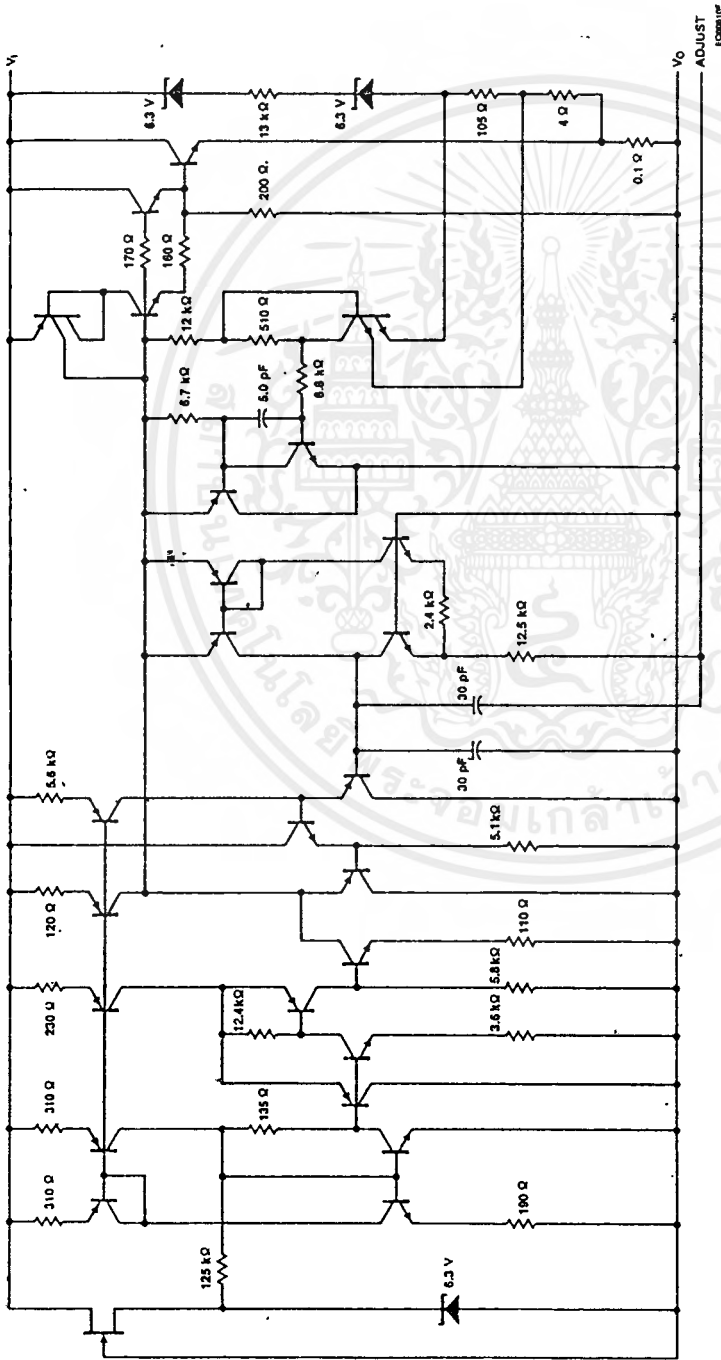 VI
310 Ω
310 Ω
230 Ω
120 Ω
5.6 kΩ
125 kΩ
135 Ω
12.4kΩ
190 Ω
6.3 V
3.6 kΩ
5.8 kΩ
110 Ω
5.1 kΩ
30 pF
30 pF
12.5 kΩ
2.4 kΩ
6.7 kΩ
12 kΩ
5.0 pF
510 Ω
6.8 kΩ
170 Ω
160 Ω
200 Ω
6.3 V
13 kΩ
6.3 V
105 Ω
4 Ω
0.1 Ω
VO
ADJUST